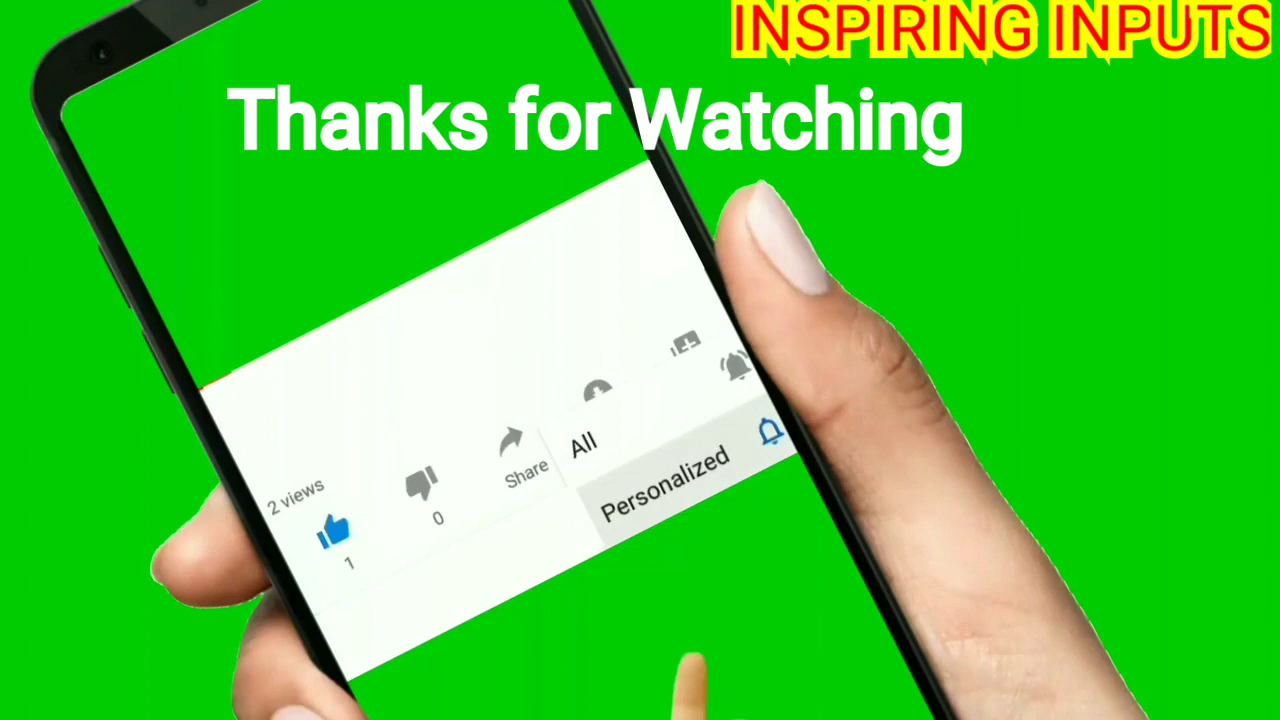 INSPIRING INPUTS
Thanks for Watching
2 views
1
0
Share
All
Personalized